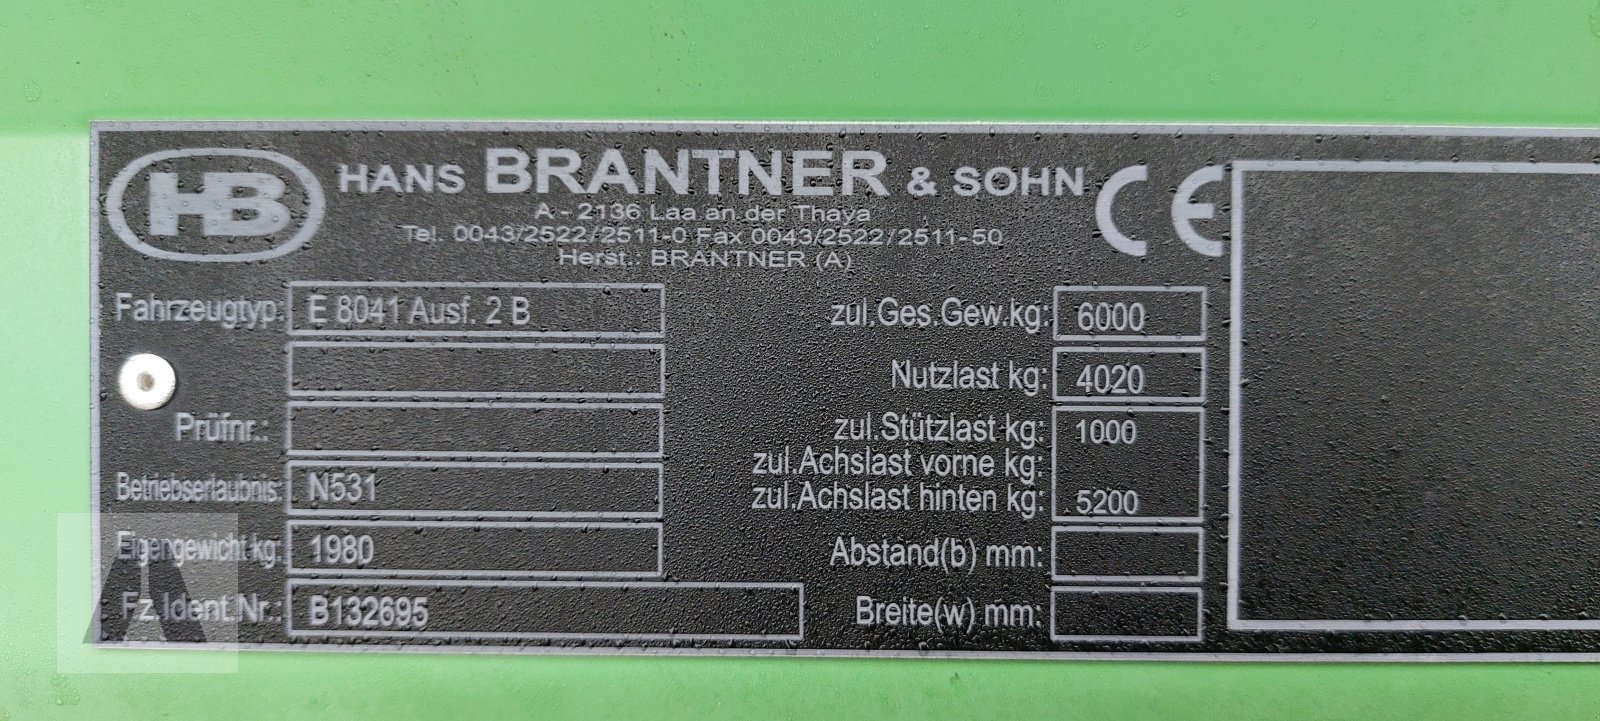 HB HANS BRANTNER & SOHN CE
A - 2136 Laa an der Thaya
Tel. 0043/2522/2511-0 Fax 0043/2522/2511-50
Herst.: BRANTNER (A)
Fahrzeugtyp: E 8041 Ausf. 2 B
Prüfnr.:
Betriebserlaubnis: N531
Eigengewicht kg: 1980
Fz.Ident.Nr.: B132695
zul.Ges.Gew.kg: 6000
Nutzlast kg: 4020
zul.Stützlast kg: 1000
zul.Achslast vorne kg:
zul.Achslast hinten kg: 5200
Abstand(b) mm:
Breite(w) mm: